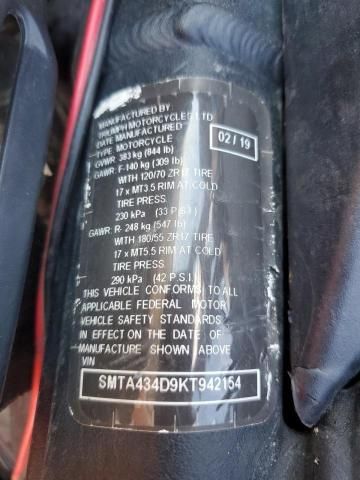 MANUFACTURED BY
TRIUMPH MOTORCYCLES LTD
DATE MANUFACTURED 02 / 19
TYPE: MOTORCYCLE
GVWR: 383 kg (844 lb)
GAWR: F-140 kg (309 lb)
WITH 120/70 ZR17 TIRE
17 x MT3.5 RIM AT COLD
TIRE PRESS
230 kPa (33 P.S.I.)
GAWR: R- 248 kg (547 lb)
WITH 180/55 ZR17 TIRE
17 x MT5.5 RIM AT COLD
TIRE PRESS
290 kPa (42 P.S.I.)
THIS VEHICLE CONFORMS TO ALL
APPLICABLE FEDERAL MOTOR
VEHICLE SAFETY STANDARDS
IN EFFECT ON THE DATE OF
MANUFACTURE SHOWN ABOVE
VIN
SMTA434D9KT942154